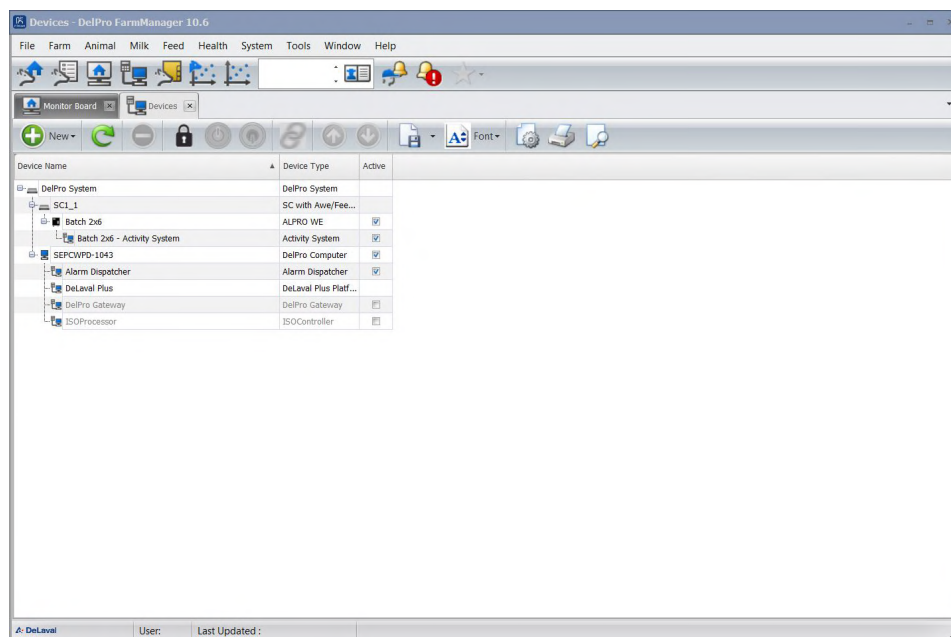 Devices - DelPro FarmManager 10.6
File Farm Animal Milk Feed Health System Tools Window Help
Monitor Board Devices
New Font
Device Name Device Type Active
DelPro System DelPro System
SC1_1 SC with Awe/Fee...
Batch 2x6 ALPRO WE
Batch 2x6 - Activity System Activity System
SEPCWPD-1043 DelPro Computer
Alarm Dispatcher Alarm Dispatcher
DeLaval Plus DeLaval Plus Platf...
DelPro Gateway DelPro Gateway
ISOProcessor ISOController
DeLaval User: Last Updated :